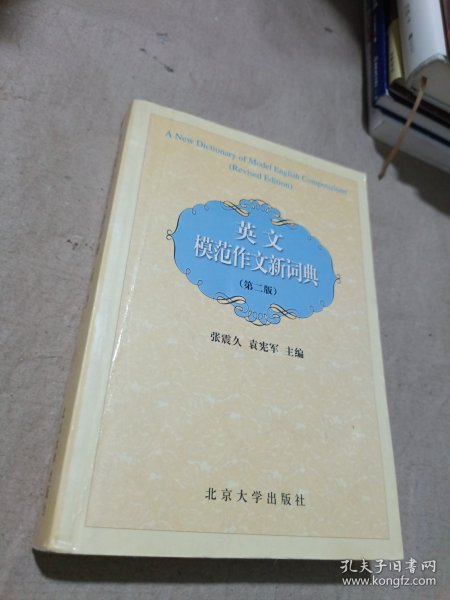 A New Dictionary of Model English Compositions
(Revised Edition)
英文
模范作文新词典
(第二版)
张震久 袁宪军 主编
北京大学出版社
孔夫子旧书网
www.kongfz.com